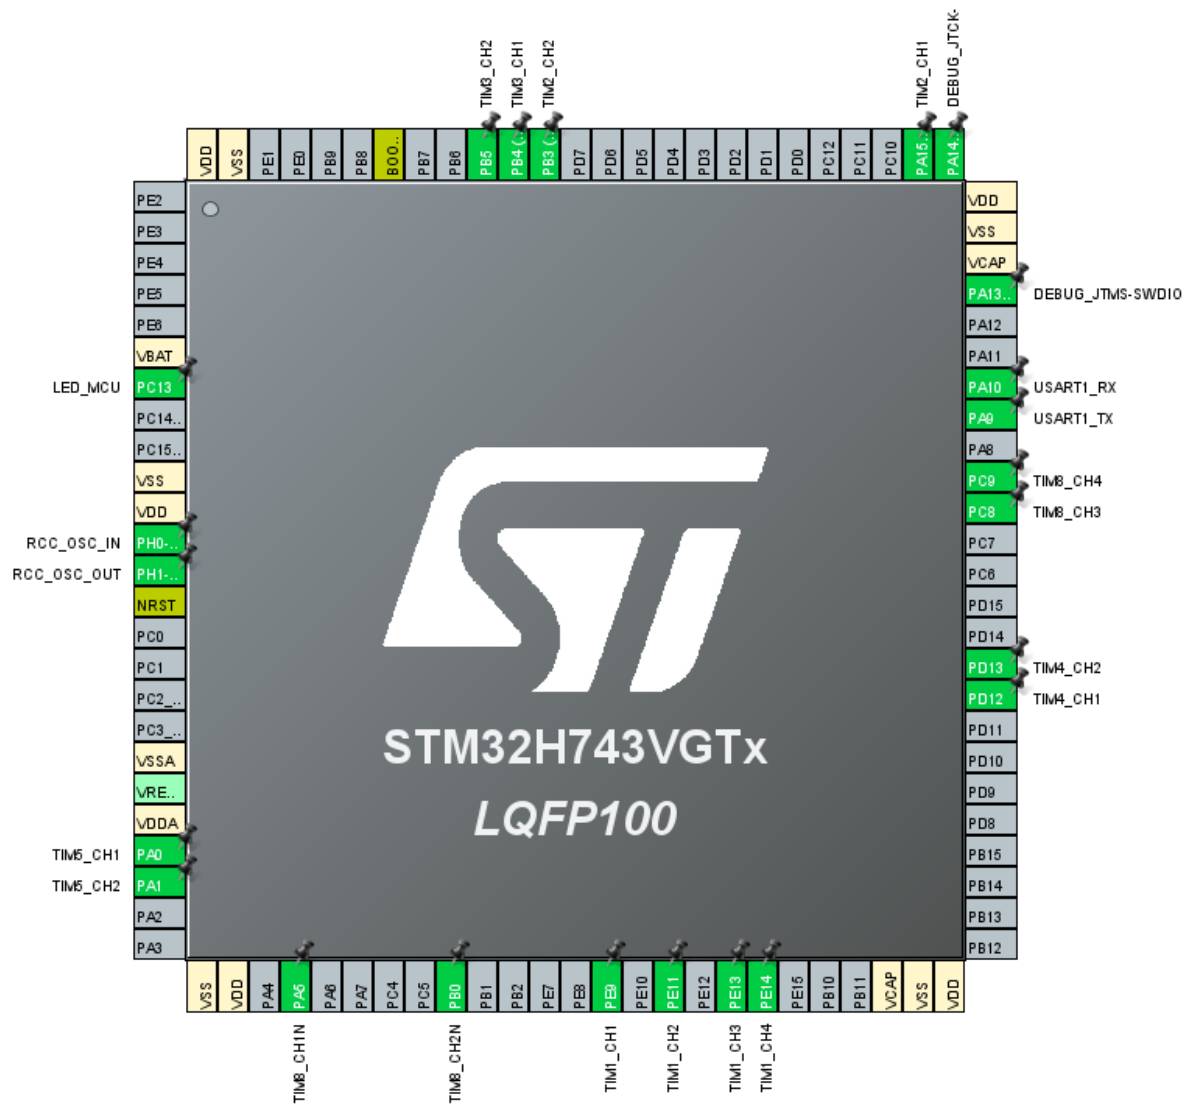 TIM3_CH2
TIM3_CH1
TIM2_CH2
TIM2_CH1
DEBUG_JTCK-
VDD
VSS
PE1
PE0
PB9
PB8
BOO..
PB7
PB6
PB5
PB4 (..
PB3 (..
PD7
PD6
PD5
PD4
PD3
PD2
PD1
PD0
PC12
PC11
PC10
PA15..
PA14..
PE2
PE3
PE4
PE5
PE6
VBAT
LED_MCU PC13
PC14..
PC15..
VSS
VDD
RCC_OSC_IN PH0-..
RCC_OSC_OUT PH1-..
NRST
PC0
PC1
PC2_..
PC3_..
VSSA
VRE..
VDDA
TIM5_CH1 PA0
TIM5_CH2 PA1
PA2
PA3
ST
STM32H743VGTx
LQFP100
VDD
VSS
VCAP
PA13.. DEBUG_JTMS-SWDIO
PA12
PA11
PA10 USART1_RX
PA9 USART1_TX
PA8
PC9 TIM8_CH4
PC8 TIM8_CH3
PC7
PC6
PD15
PD14
PD13 TIM4_CH2
PD12 TIM4_CH1
PD11
PD10
PD9
PD8
PB15
PB14
PB13
PB12
VSS
VDD
PA4
PA5
PA6
PA7
PC4
PC5
PB0
PB1
PB2
PE7
PE8
PE9
PE10
PE11
PE12
PE13
PE14
PE15
PB10
PB11
VCAP
VSS
VDD
TIM8_CH1N
TIM8_CH2N
TIM1_CH1
TIM1_CH2
TIM1_CH3
TIM1_CH4